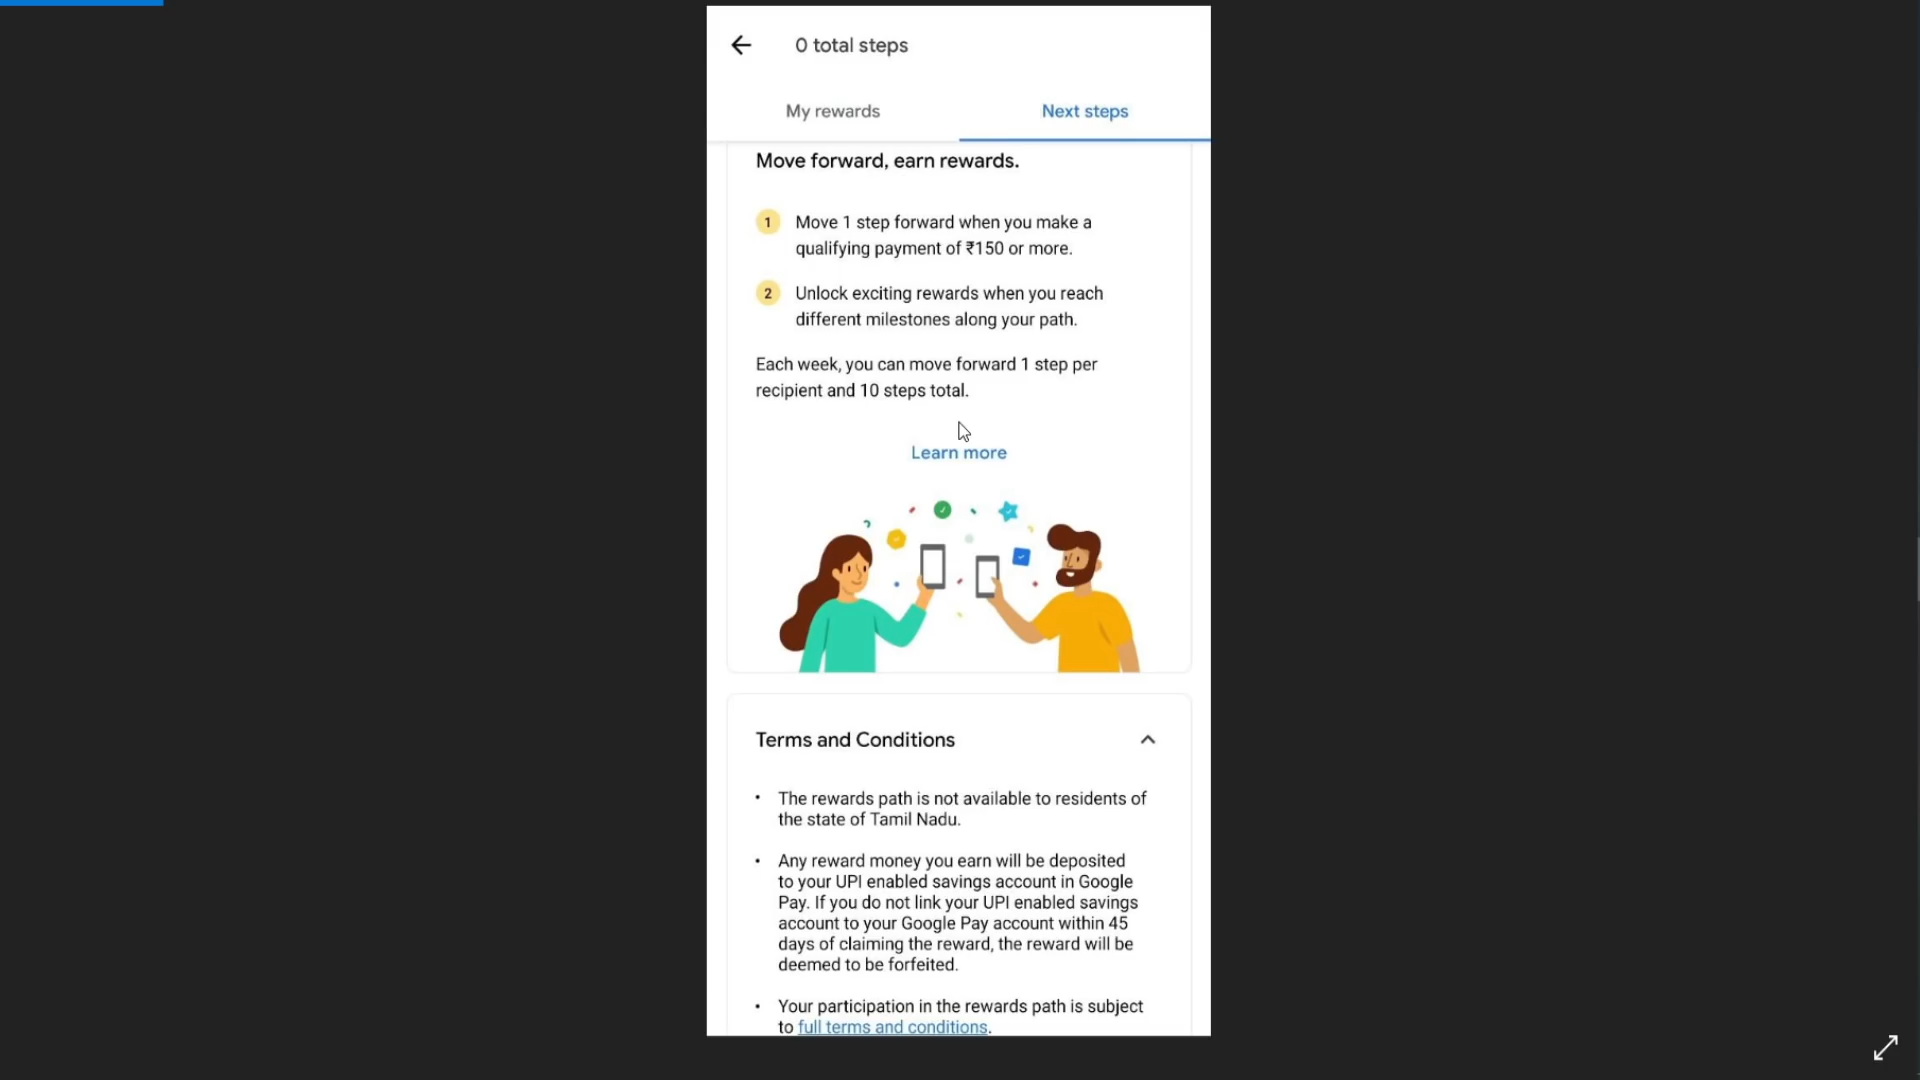 0 total steps
My rewards
Next steps
Move forward, earn rewards.
1
Move 1 step forward when you make a
qualifying payment of ₹150 or more.
2
Unlock exciting rewards when you reach
different milestones along your path.
Each week, you can move forward 1 step per
recipient and 10 steps total.
Learn more
Terms and Conditions
• The rewards path is not available to residents of
the state of Tamil Nadu.
• Any reward money you earn will be deposited
to your UPI enabled savings account in Google
Pay. If you do not link your UPI enabled savings
account to your Google Pay account within 45
days of claiming the reward, the reward will be
deemed to be forfeited.
• Your participation in the rewards path is subject
to full terms and conditions.